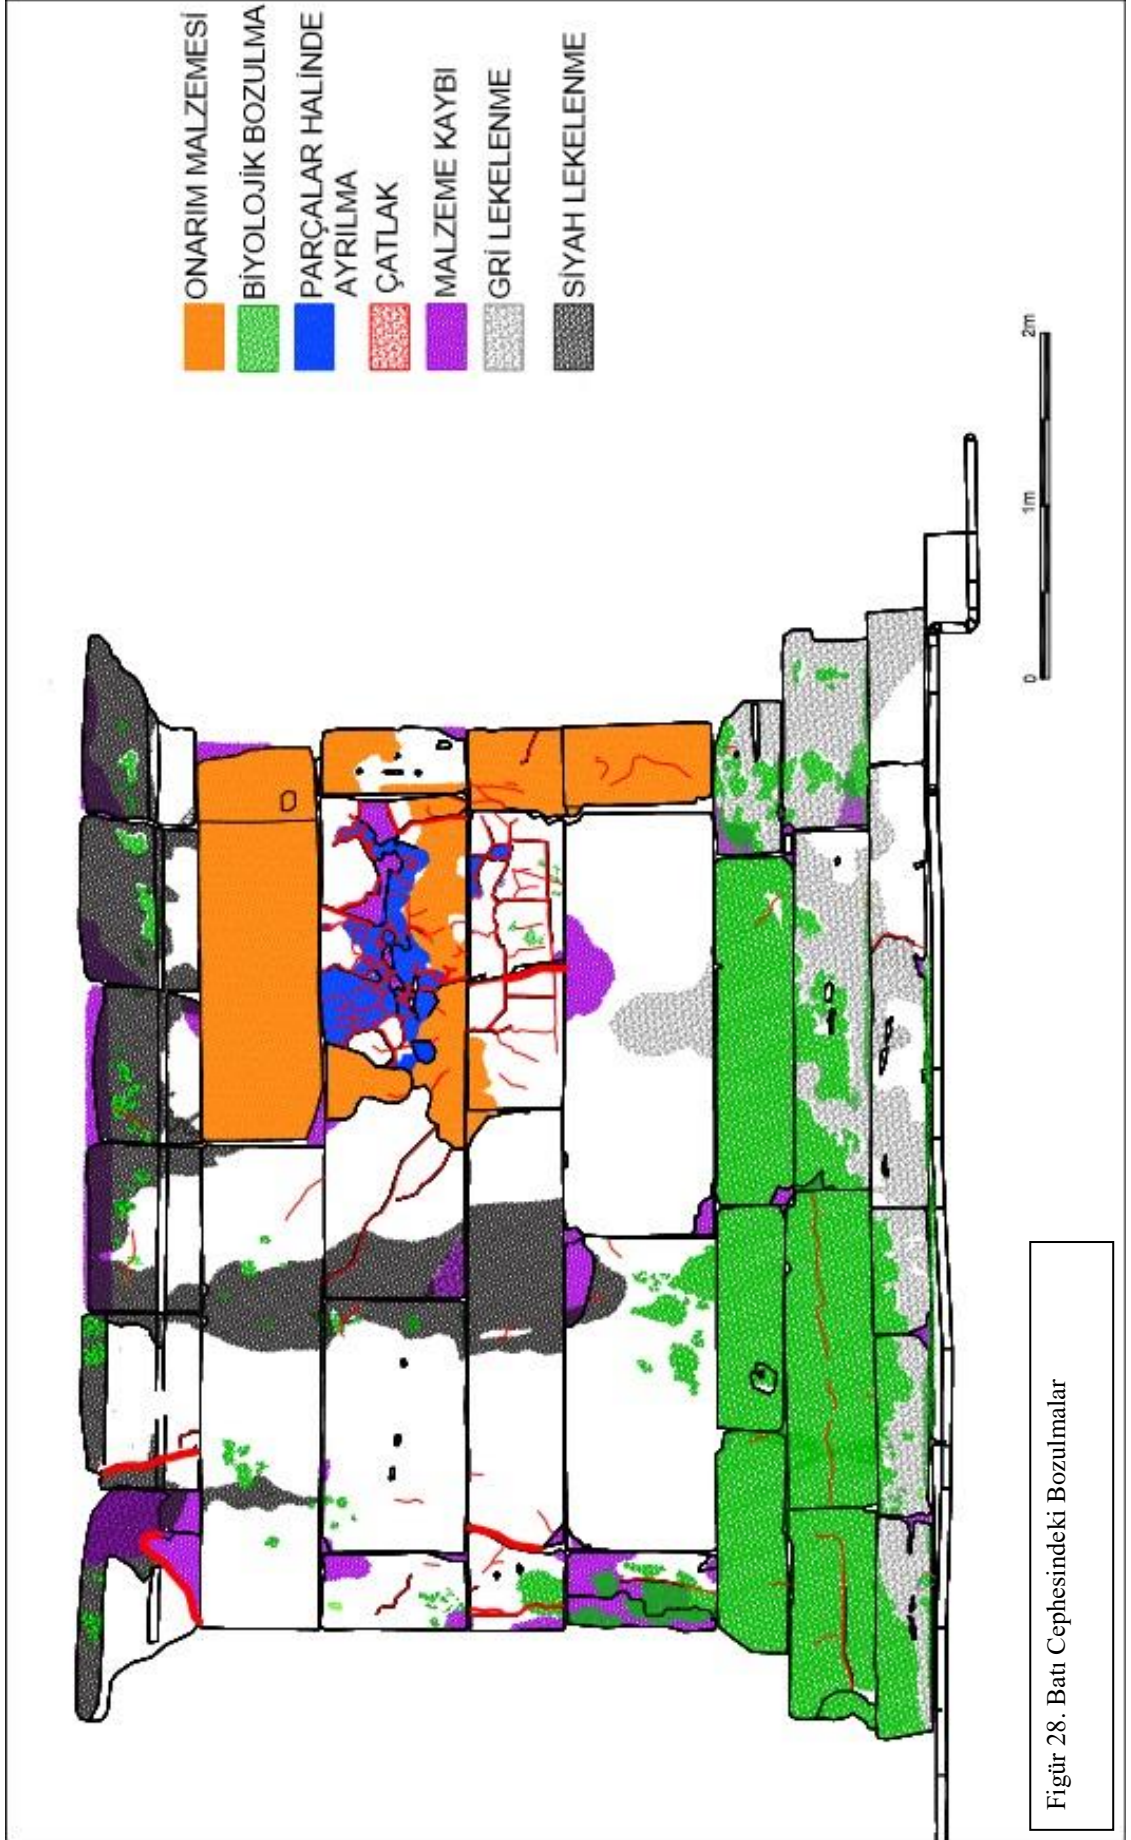 ONARIM MALZEMESİ
BİYOLOJİK BOZULMA
PARÇALAR HALİNDE
AYRILMA
ÇATLAK
MALZEME KAYBI
GRİ LEKELENME
SİYAH LEKELENME
0 1m 2m
Figür 28. Batı Cephesindeki Bozulmalar